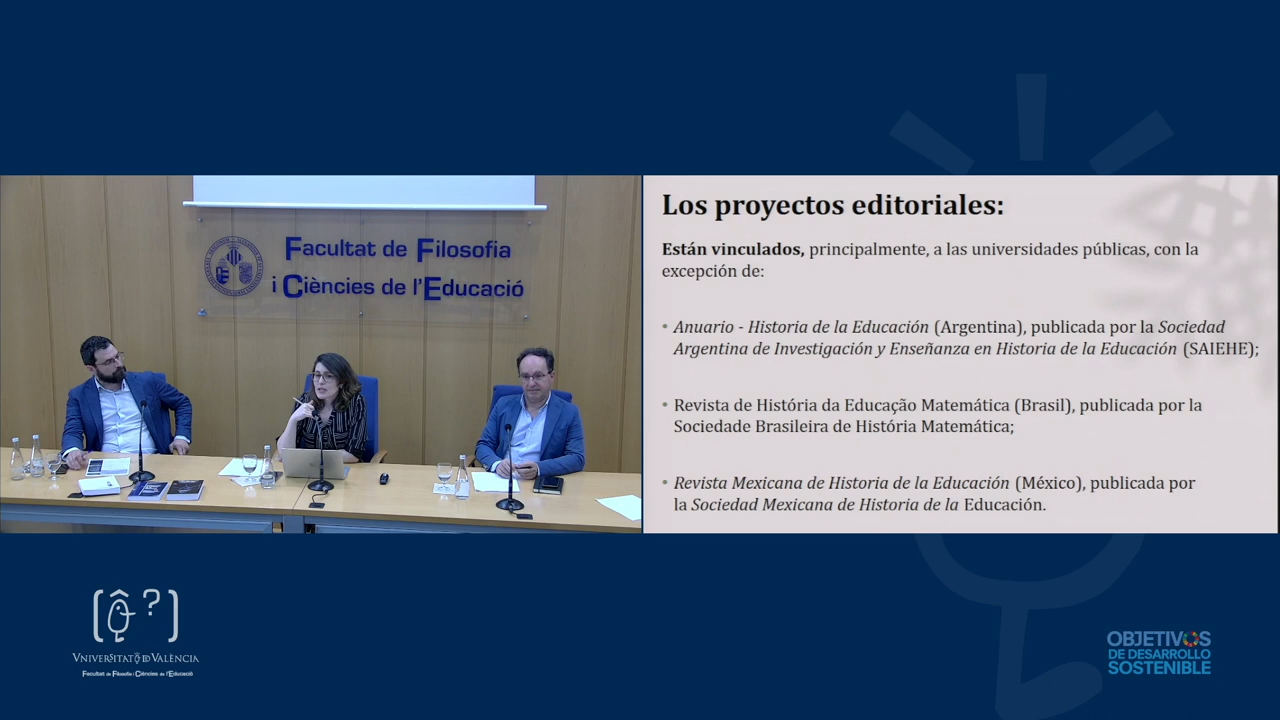 Facultat de Filosofia
i Ciències de l'Educació
Los proyectos editoriales:
Están vinculados, principalmente, a las universidades públicas, con la
excepción de:
• Anuario - Historia de la Educación (Argentina), publicada por la Sociedad
Argentina de Investigación y Enseñanza en Historia de la Educación (SAIEHE);
• Revista de História da Educação Matemática (Brasil), publicada por la
Sociedade Brasileira de História Matemática;
• Revista Mexicana de Historia de la Educación (México), publicada por
la Sociedad Mexicana de Historia de la Educación.
[Ô?]
VNIVERSITAT ID VALÈNCIA
Facultat de Filosofia i Ciències de l'Educació
OBJETIVOS
DE DESARROLLO
SOSTENIBLE